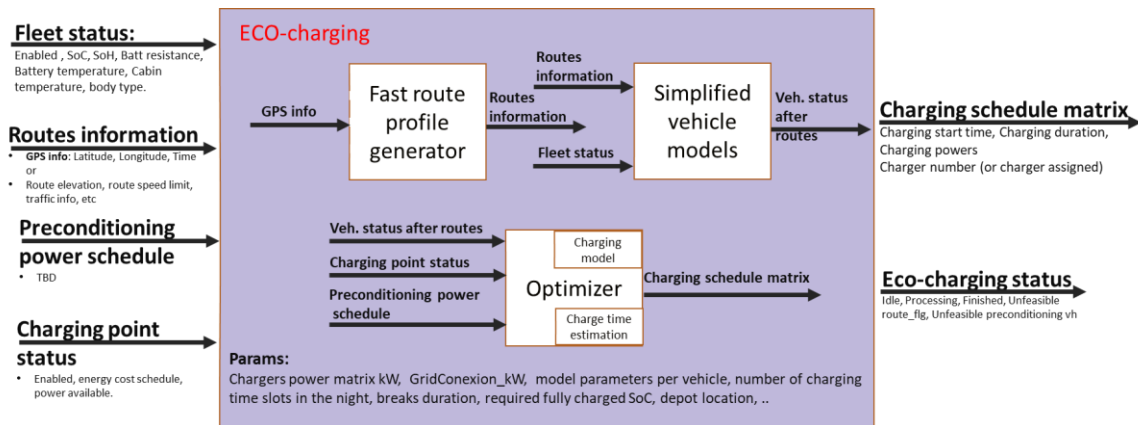 Fleet status:
Enabled , SoC, SoH, Batt resistance,
Battery temperature, Cabin
temperature, body type.
Routes information
• GPS info: Latitude, Longitude, Time
or
• Route elevation, route speed limit,
traffic info, etc
Preconditioning
power schedule
• TBD
Charging point
status
• Enabled, energy cost schedule,
power available.
ECO-charging
GPS info
Fast route
profile
generator
Routes
information
Routes
information
Fleet status
Simplified
vehicle
models
Veh. status
after
routes
Veh. status after routes
Charging point status
Preconditioning power
schedule
Charging
model
Optimizer
Charge time
estimation
Charging schedule matrix
Params:
Chargers power matrix kW, GridConexion_kW, model parameters per vehicle, number of charging
time slots in the night, breaks duration, required fully charged SoC, depot location, ..
Charging schedule matrix
Charging start time, Charging duration,
Charging powers
Charger number (or charger assigned)
Eco-charging status
Idle, Processing, Finished, Unfeasible
route_flg, Unfeasible preconditioning vh